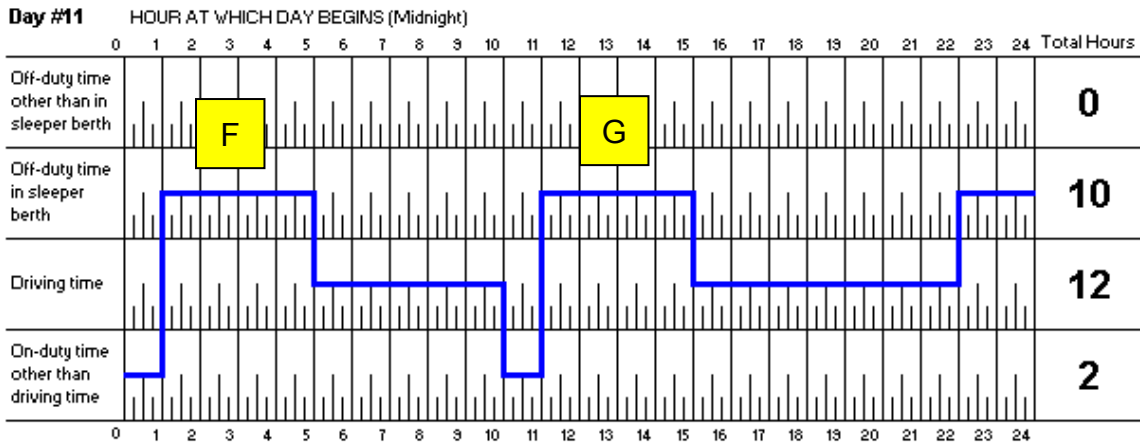 Day #11 HOUR AT WHICH DAY BEGINS (Midnight)
0 1 2 3 4 5 6 7 8 9 10 11 12 13 14 15 16 17 18 19 20 21 22 23 24 Total Hours
Off-duty time
other than in
sleeper berth
F
G
0
Off-duty time
in sleeper
berth
10
Driving time
12
On-duty time
other than
driving time
2
0 1 2 3 4 5 6 7 8 9 10 11 12 13 14 15 16 17 18 19 20 21 22 23 24